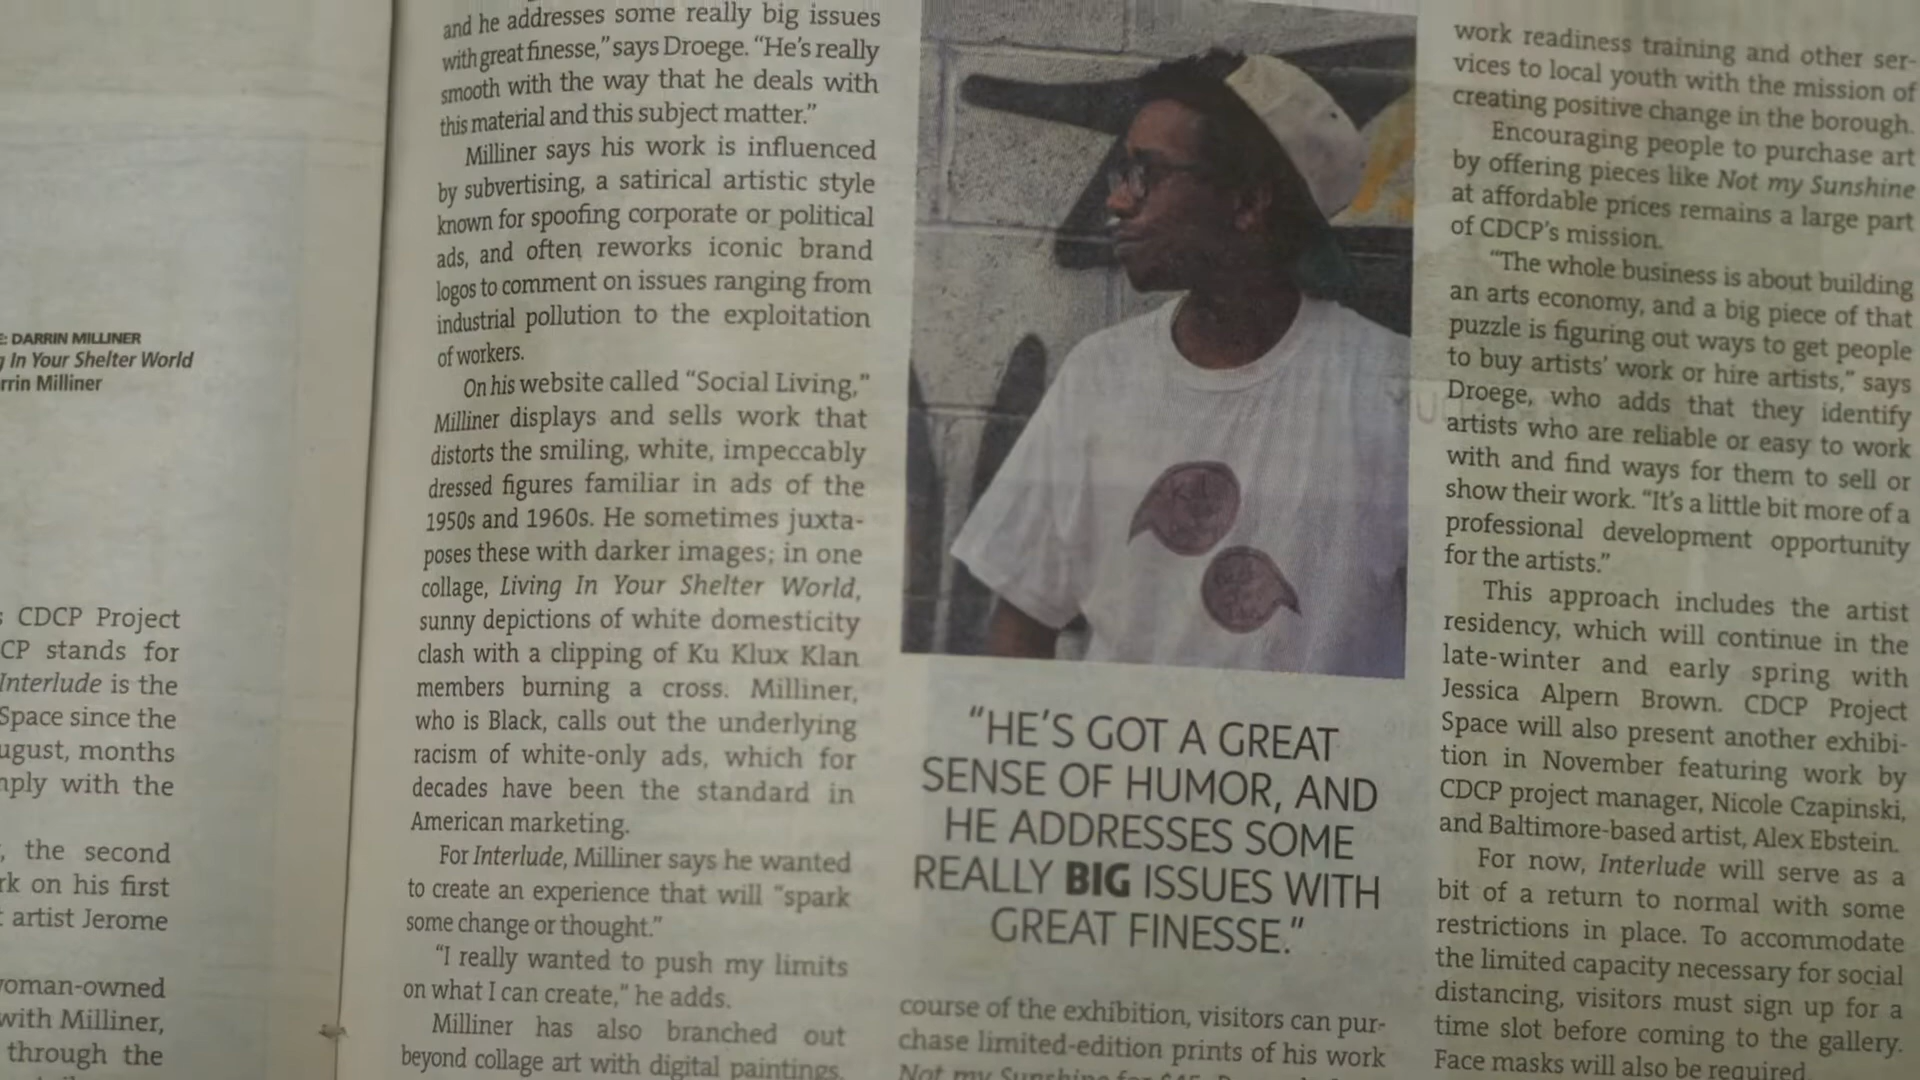 E: DARRIN MILLINER
g In Your Shelter World
rrin Milliner
s CDCP Project
CP stands for
Interlude is the
Space since the
ugust, months
mply with the
, the second
rk on his first
t artist Jerome
woman-owned
with Milliner,
through the
and he addresses some really big issues
with great finesse,” says Droege. “He’s really
smooth with the way that he deals with
this material and this subject matter.”
Milliner says his work is influenced
by subvertising, a satirical artistic style
known for spoofing corporate or political
ads, and often reworks iconic brand
logos to comment on issues ranging from
industrial pollution to the exploitation
of workers.
On his website called “Social Living,”
Milliner displays and sells work that
distorts the smiling, white, impeccably
dressed figures familiar in ads of the
1950s and 1960s. He sometimes juxta-
poses these with darker images; in one
collage, Living In Your Shelter World,
sunny depictions of white domesticity
clash with a clipping of Ku Klux Klan
members burning a cross. Milliner,
who is Black, calls out the underlying
racism of white-only ads, which for
decades have been the standard in
American marketing.
For Interlude, Milliner says he wanted
to create an experience that will “spark
some change or thought.”
“I really wanted to push my limits
on what I can create,” he adds.
Milliner has also branched out
beyond collage art with digital paintings.
“HE’S GOT A GREAT
SENSE OF HUMOR, AND
HE ADDRESSES SOME
REALLY BIG ISSUES WITH
GREAT FINESSE.”
course of the exhibition, visitors can pur-
chase limited-edition prints of his work
Not my Sunshine for
work readiness training and other ser-
vices to local youth with the mission of
creating positive change in the borough.
Encouraging people to purchase art
by offering pieces like Not my Sunshine
at affordable prices remains a large part
of CDCP’s mission.
“The whole business is about building
an arts economy, and a big piece of that
puzzle is figuring out ways to get people
to buy artists’ work or hire artists,” says
Droege, who adds that they identify
artists who are reliable or easy to work
with and find ways for them to sell or
show their work. “It’s a little bit more of a
professional development opportunity
for the artists.”
This approach includes the artist
residency, which will continue in the
late-winter and early spring with
Jessica Alpern Brown. CDCP Project
Space will also present another exhibi-
tion in November featuring work by
CDCP project manager, Nicole Czapinski,
and Baltimore-based artist, Alex Ebstein.
For now, Interlude will serve as a
bit of a return to normal with some
restrictions in place. To accommodate
the limited capacity necessary for social
distancing, visitors must sign up for a
time slot before coming to the gallery.
Face masks will also be required.